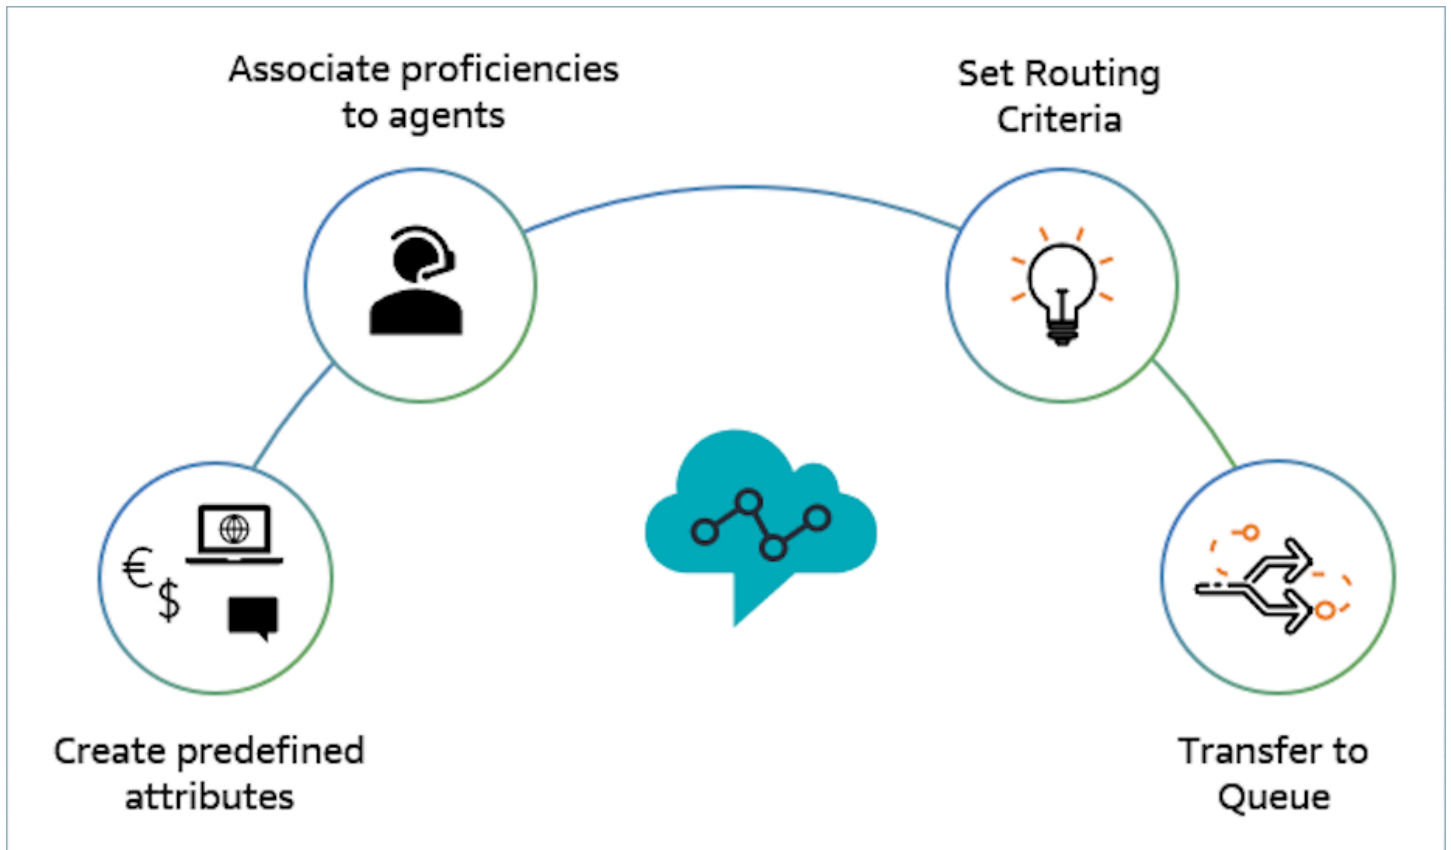 Associate proficiencies
to agents
Set Routing
Criteria
€
$
Create predefined
attributes
Transfer to
Queue